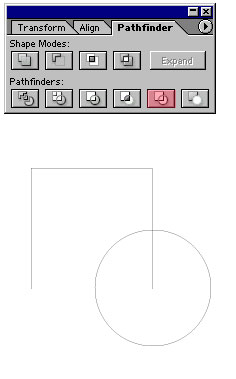 Transform Align Pathfinder
Shape Modes:
Expand
Pathfinders: